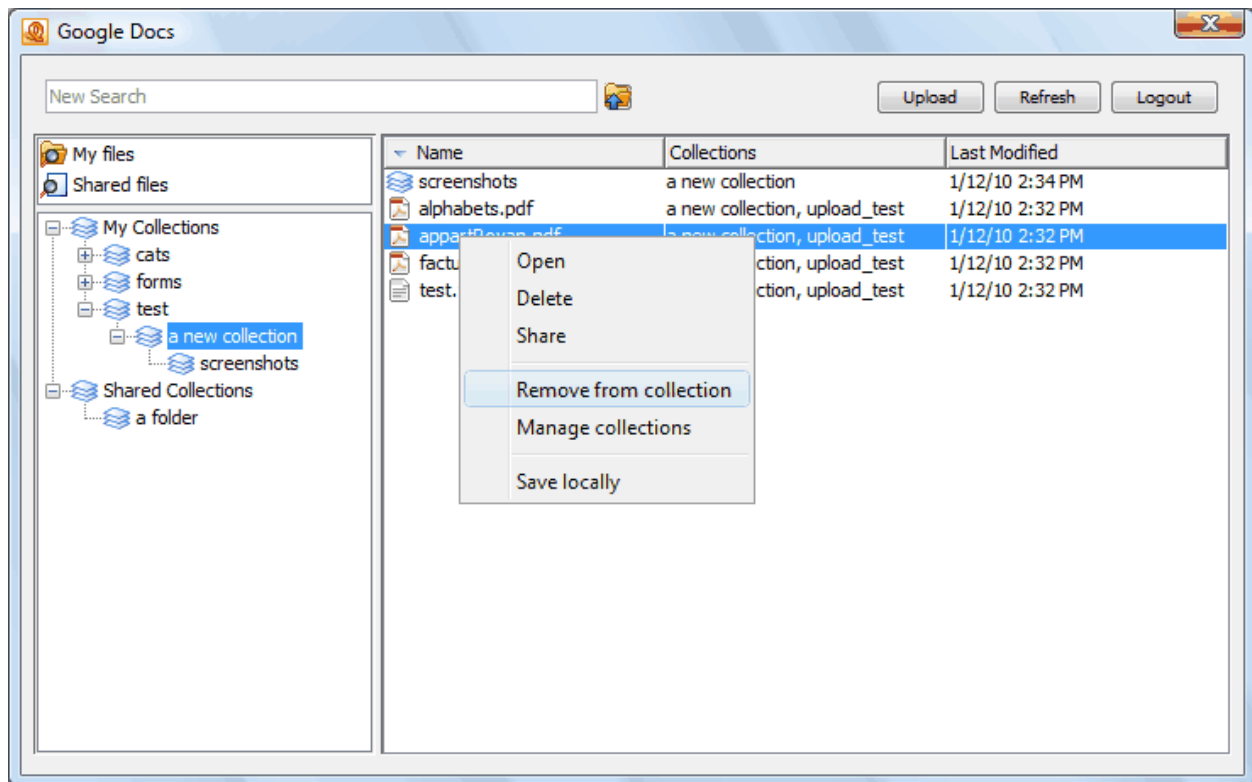 Google Docs
New Search
Upload Refresh Logout
My files
Shared files
My Collections
cats
forms
test
a new collection
screenshots
Shared Collections
a folder
Name Collections Last Modified
screenshots a new collection 1/12/10 2:34 PM
alphabets.pdf a new collection, upload_test 1/12/10 2:32 PM
a new collection, upload_test 1/12/10 2:32 PM
factu ction, upload_test 1/12/10 2:32 PM
test. ction, upload_test 1/12/10 2:32 PM
Open
Delete
Share
Remove from collection
Manage collections
Save locally